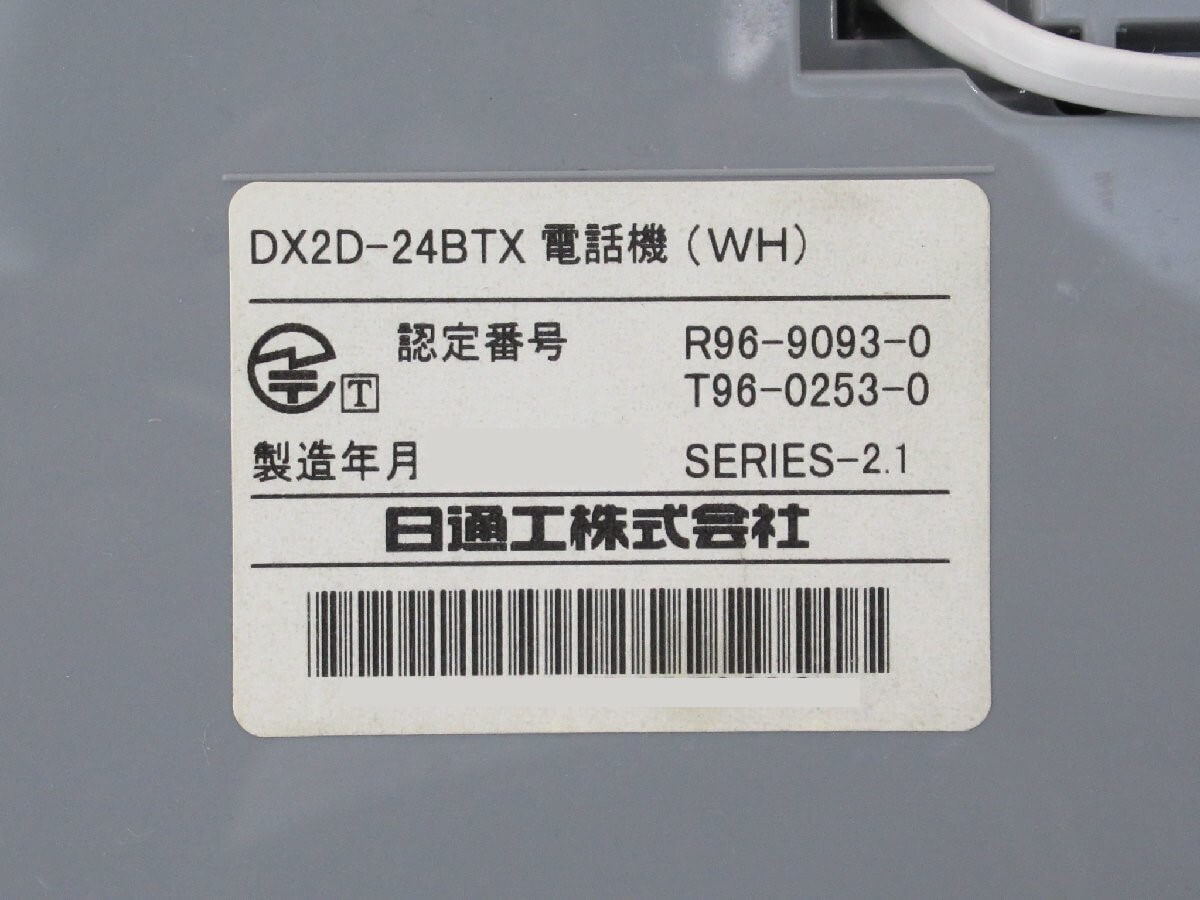 DX2D-24BTX 電話機 (WH)
認定番号 R96-9093-0
T T96-0253-0
製造年月 SERIES-2.1
日通工株式会社